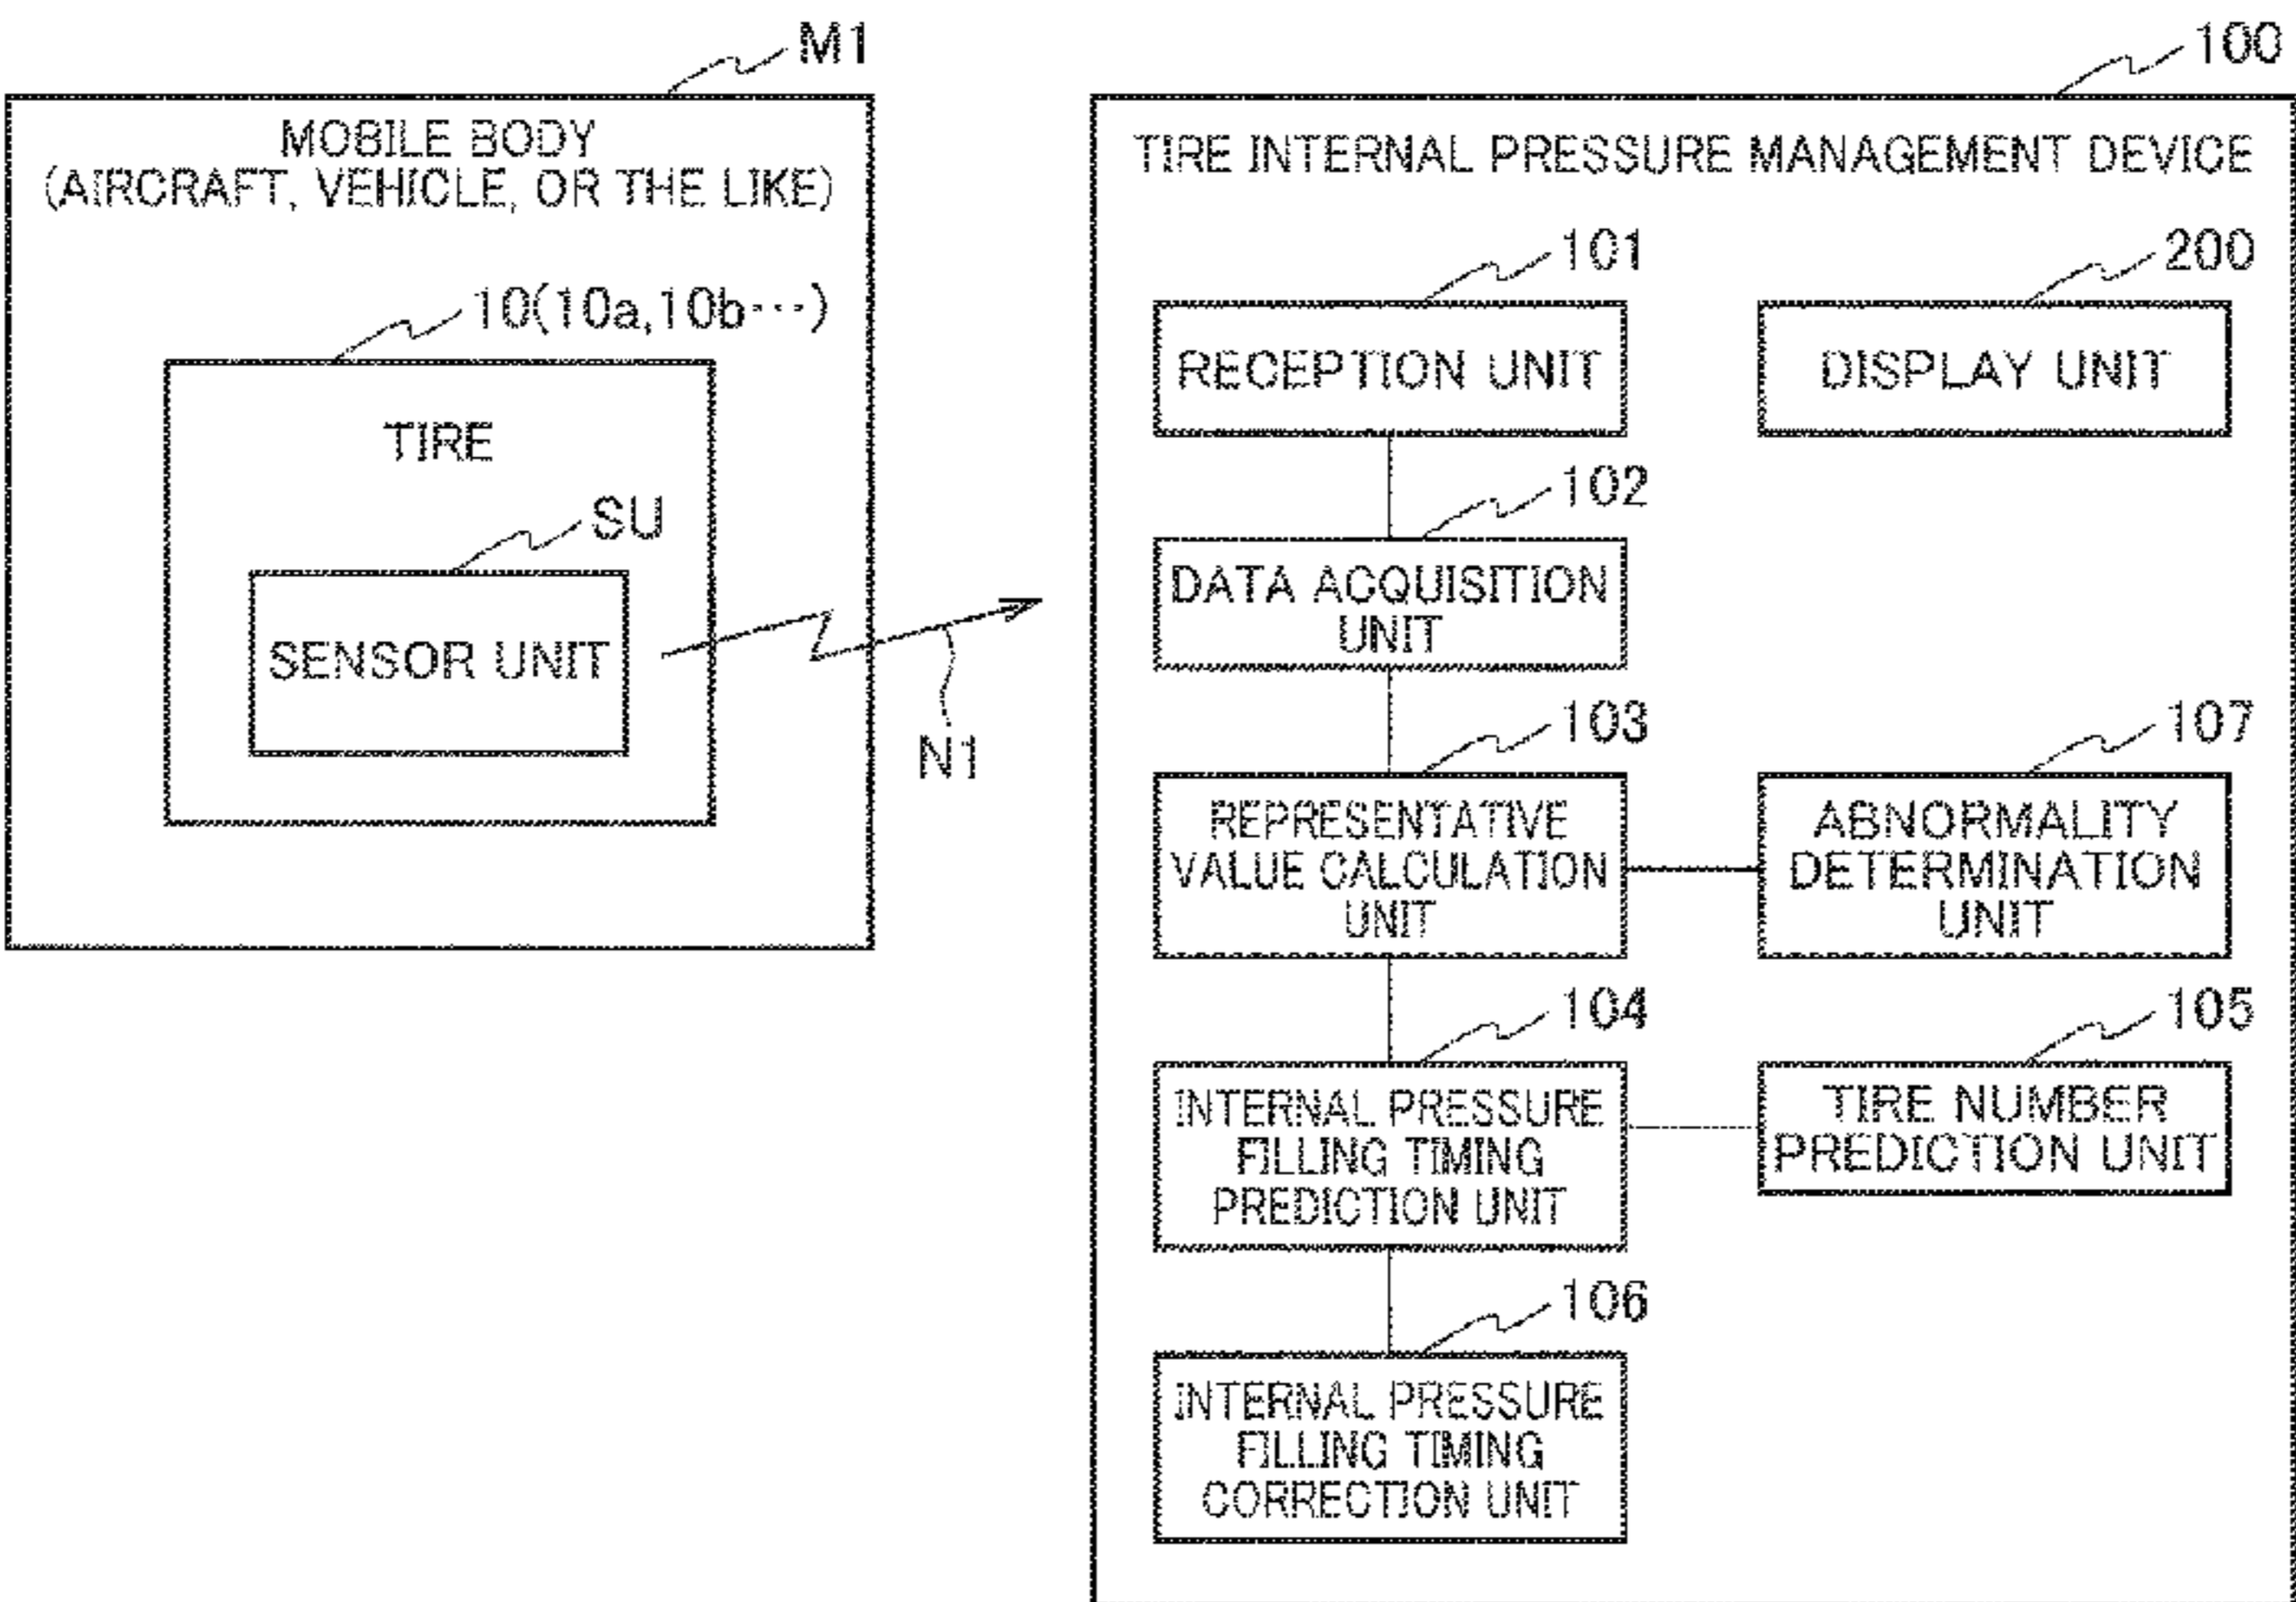 M1
MOBILE BODY
(AIRCRAFT, VEHICLE, OR THE LIKE)
10(10a,10b···)
TIRE
SU
SENSOR UNIT
N1
100
TIRE INTERNAL PRESSURE MANAGEMENT DEVICE
101
RECEPTION UNIT
200
DISPLAY UNIT
102
DATA ACQUISITION
UNIT
103
REPRESENTATIVE
VALUE CALCULATION
UNIT
107
ABNORMALITY
DETERMINATION
UNIT
104
INTERNAL PRESSURE
FILLING TIMING
PREDICTION UNIT
105
TIRE NUMBER
PREDICTION UNIT
106
INTERNAL PRESSURE
FILLING TIMING
CORRECTION UNIT